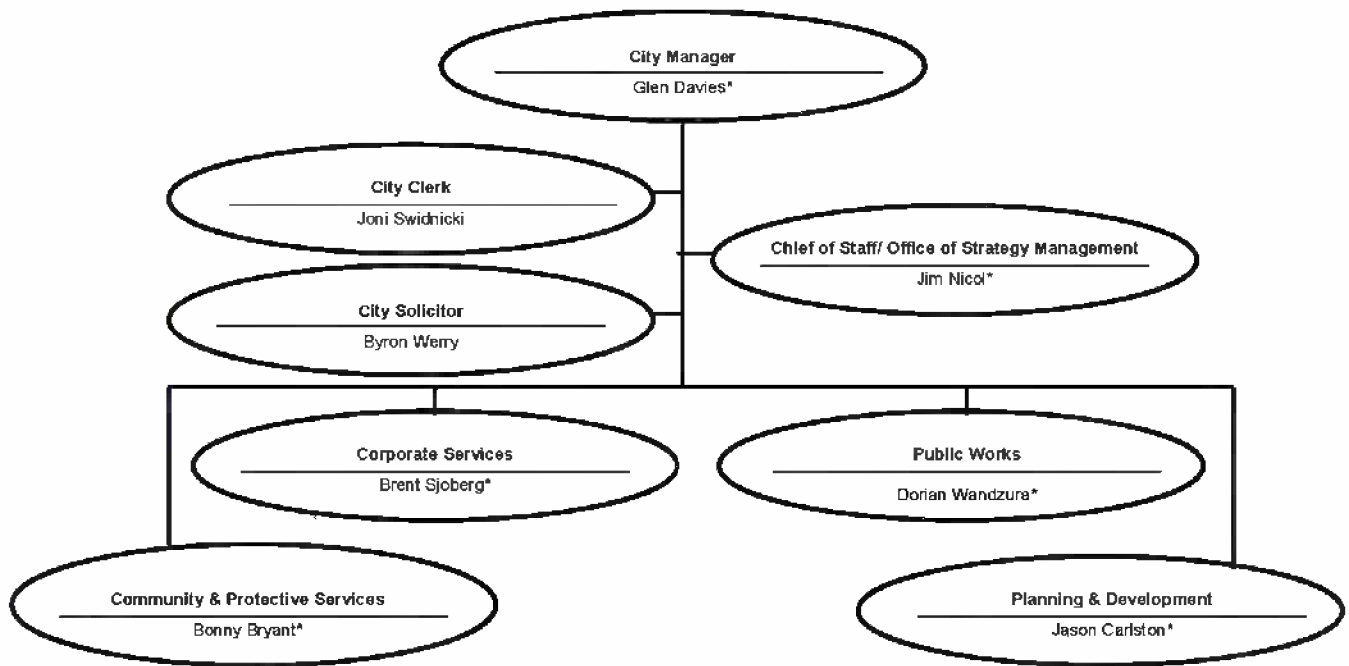 City Manager
Glen Davies*
City Clerk
Joni Swidnicki
Chief of Staff/ Office of Strategy Management
Jim Nicol*
City Solicitor
Byron Werry
Corporate Services
Brent Sjoberg*
Public Works
Dorian Wandzura*
Community & Protective Services
Bonny Bryant*
Planning & Development
Jason Carlston*